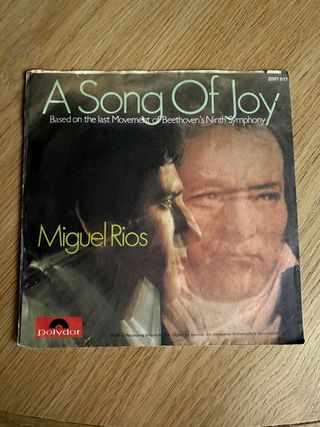 2001 017
A Song Of Joy
Based on the last Movement of Beethoven's Ninth Symphony
Miguel Rios
Polydor